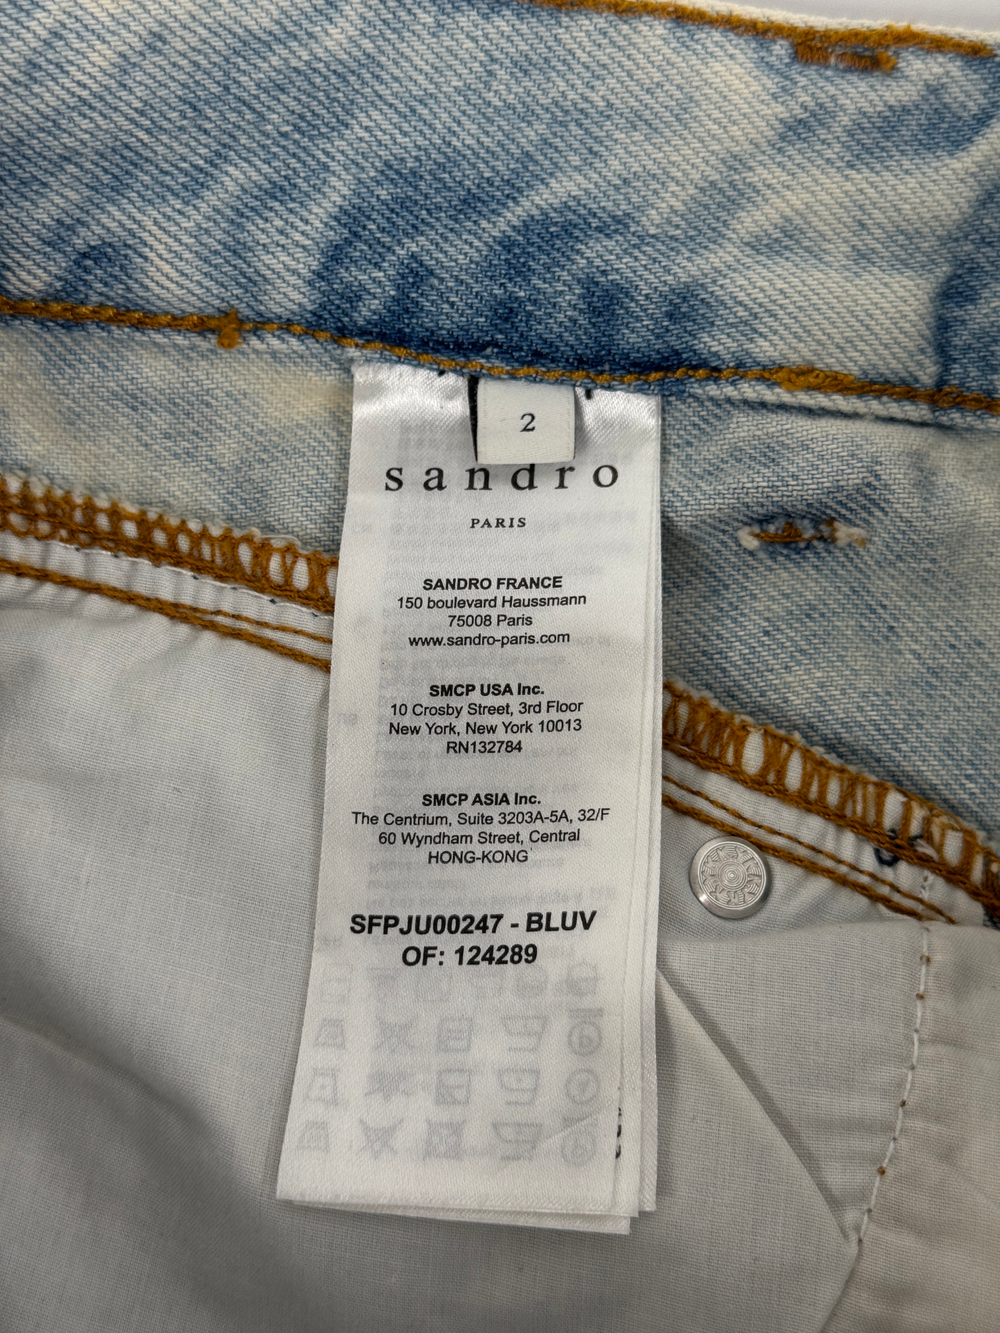 2
sandro
PARIS
SANDRO FRANCE
150 boulevard Haussmann
75008 Paris
www.sandro-paris.com
SMCP USA Inc.
10 Crosby Street, 3rd Floor
New York, New York 10013
RN132784
SMCP ASIA Inc.
The Centrium, Suite 3203A-5A, 32/F
60 Wyndham Street, Central
HONG-KONG
SFPJU00247 - BLUV
OF: 124289